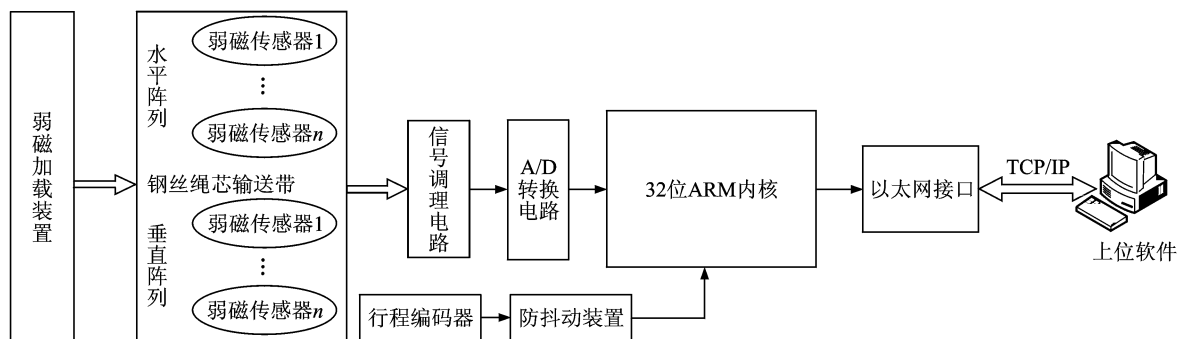 弱磁加载装置
水平阵列
弱磁传感器1
⋮
弱磁传感器n
钢丝绳芯输送带
垂直阵列
弱磁传感器1
⋮
弱磁传感器n
信号调理电路
A/D
转换
电路
32位ARM内核
以太网接口
TCP/IP
上位软件
行程编码器
防抖动装置